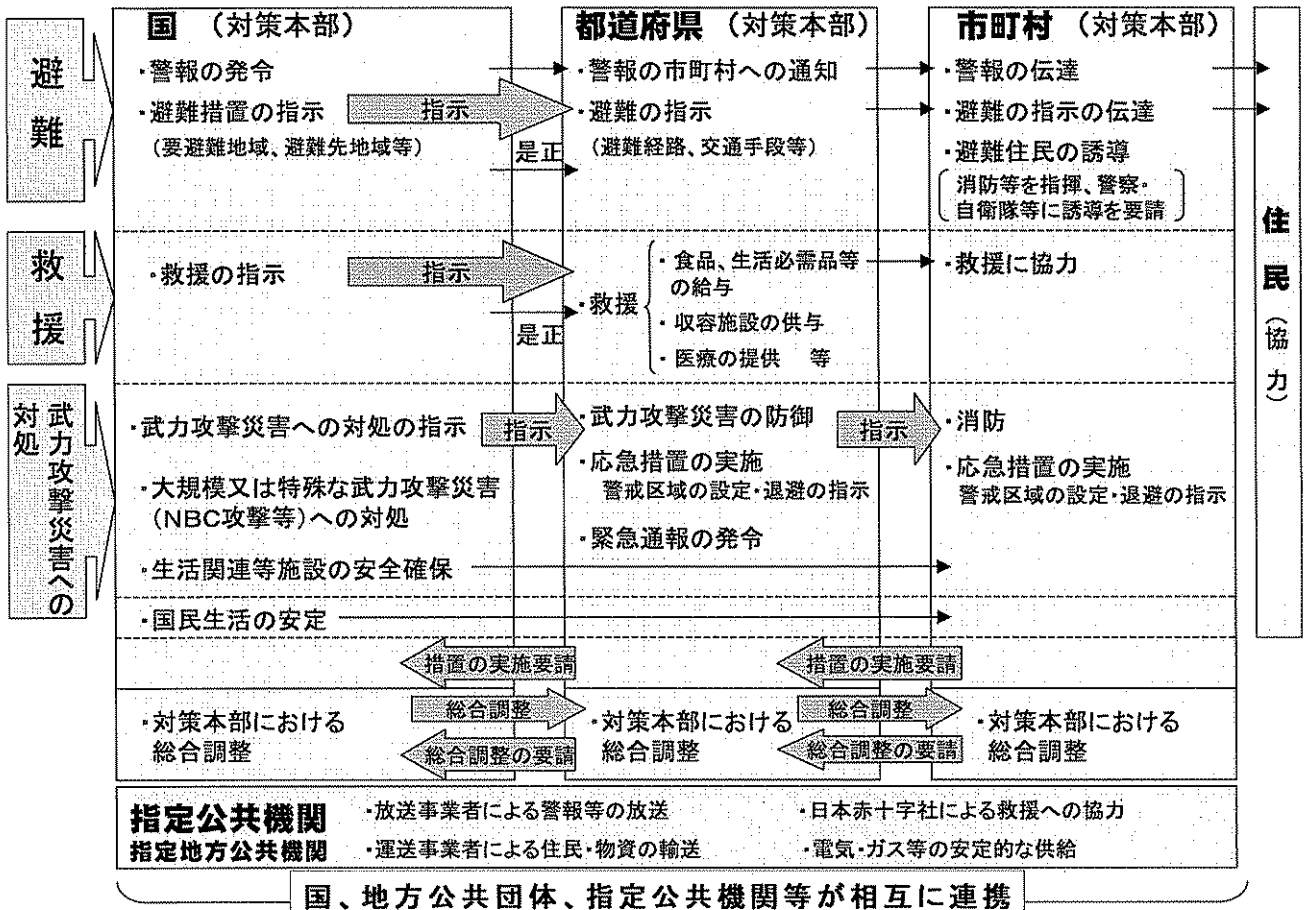 国 （対策本部）
都道府県 （対策本部）
市町村 （対策本部）
避難
・警報の発令
・警報の市町村への通知
・警報の伝達
・避難措置の指示
指示
・避難の指示
・避難の指示の伝達
（要避難地域、避難先地域等）
是正
（避難経路、交通手段等）
・避難住民の誘導
消防等を指揮、警察・
自衛隊等に誘導を要請
住民（協力）
救援
・救援の指示
指示
是正
・救援
・食品、生活必需品等
の給与
・収容施設の供与
・医療の提供 等
・救援に協力
武力攻撃災害への
対処
・武力攻撃災害への対処の指示
指示
・武力攻撃災害の防御
指示
・消防
・大規模又は特殊な武力攻撃災害
（NBC攻撃等）への対処
・応急措置の実施
警戒区域の設定・退避の指示
・応急措置の実施
警戒区域の設定・退避の指示
・緊急通報の発令
・生活関連等施設の安全確保
・国民生活の安定
措置の実施要請
措置の実施要請
・対策本部における
総合調整
総合調整
総合調整の要請
・対策本部における
総合調整
総合調整
総合調整の要請
・対策本部における
総合調整
指定公共機関
指定地方公共機関
・放送事業者による警報等の放送
・日本赤十字社による救援への協力
・運送事業者による住民・物資の輸送
・電気・ガス等の安定的な供給
国、地方公共団体、指定公共機関等が相互に連携